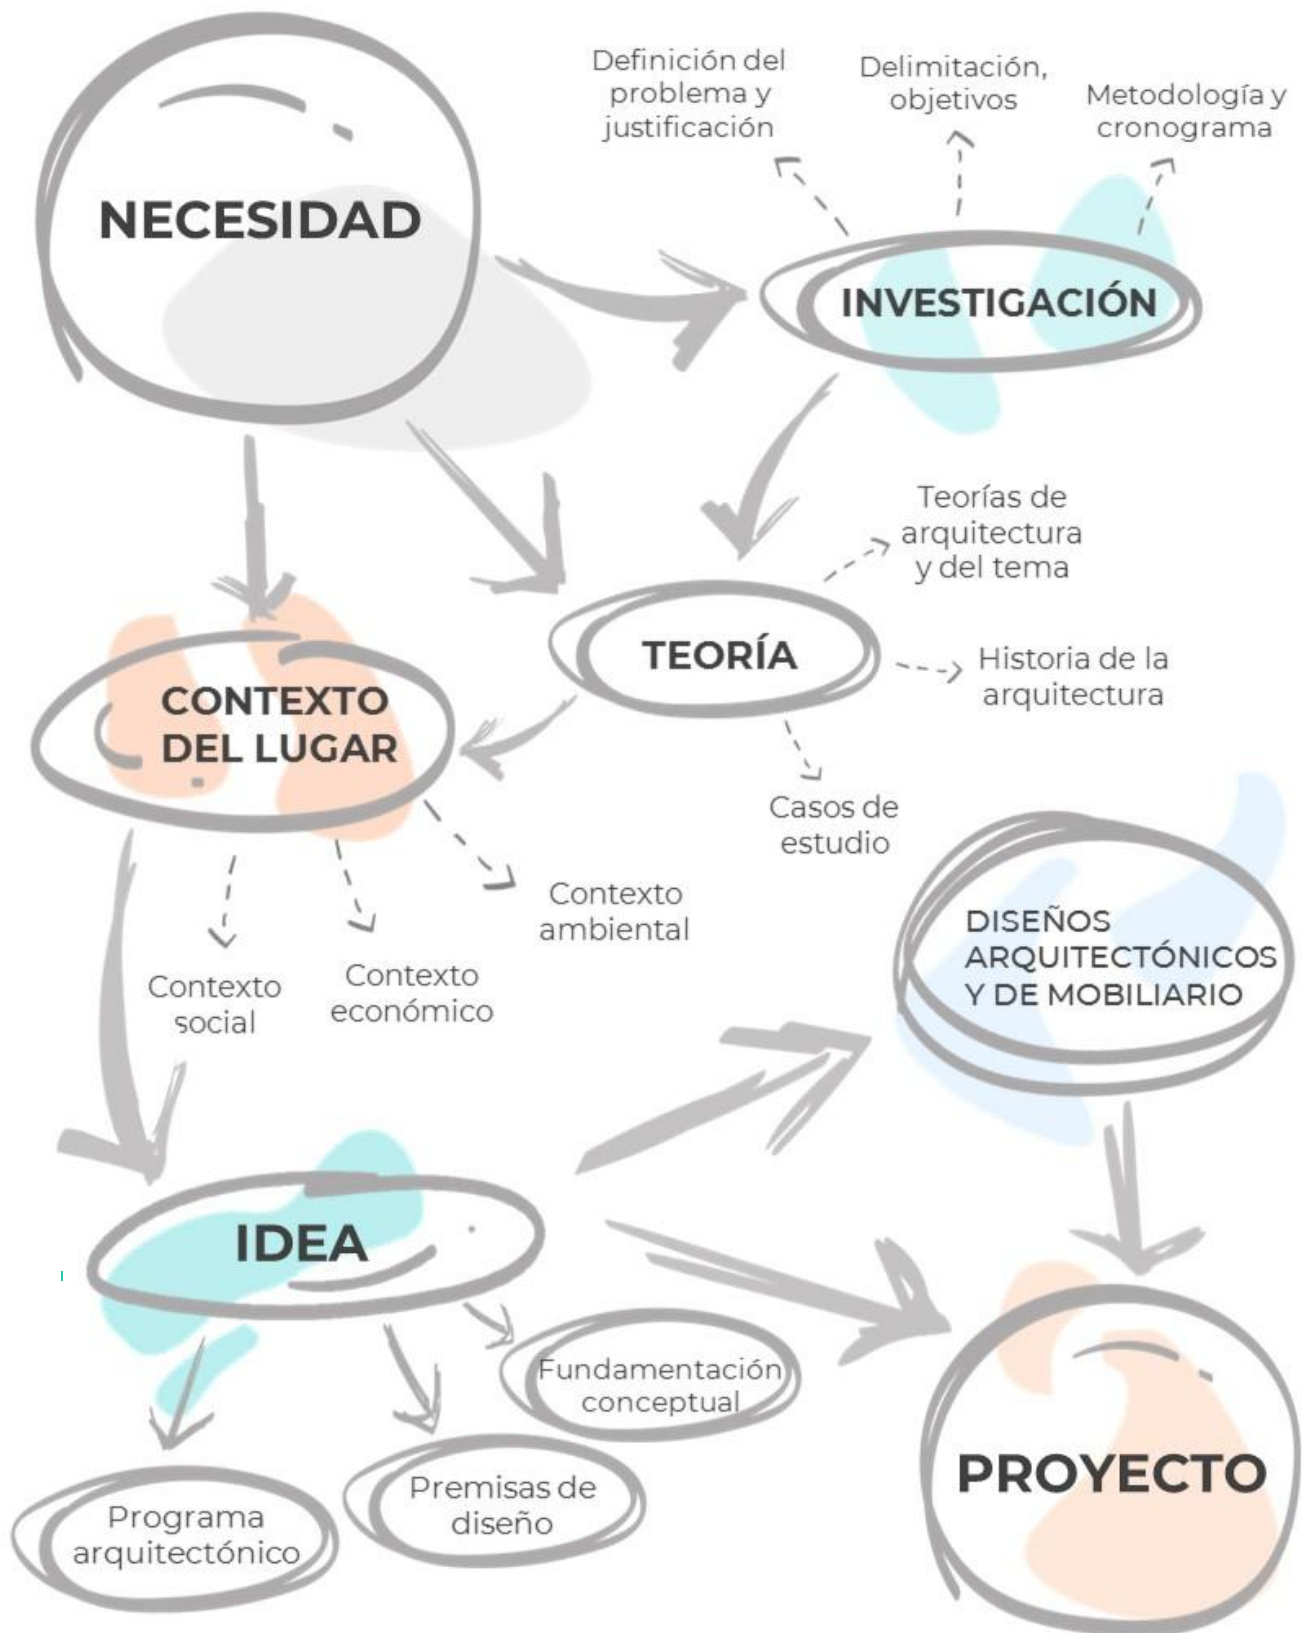 Definición del
problema y
justificación
Delimitación,
objetivos
Metodología y
cronograma
NECESIDAD
INVESTIGACIÓN
Teorías de
arquitectura
y del tema
TEORÍA
Historia de la
arquitectura
CONTEXTO
DEL LUGAR
Casos de
estudio
Contexto
ambiental
Contexto
económico
Contexto
social
DISEÑOS
ARQUITECTÓNICOS
Y DE MOBILIARIO
IDEA
Fundamentación
conceptual
Premisas de
diseño
Programa
arquitectónico
PROYECTO